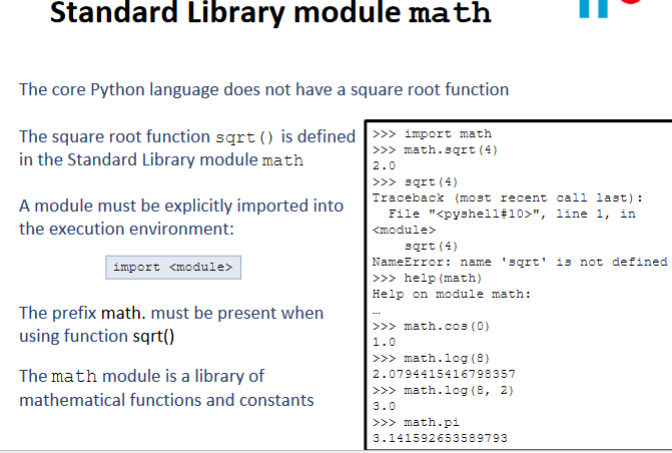 Standard Library module math
The core Python language does not have a square root function
The square root function sqrt() is defined
in the Standard Library module math
A module must be explicitly imported into
the execution environment:
import <module>
The prefix math. must be present when
using function sqrt()
The math module is a library of
mathematical functions and constants
>>> import math
>>> math.sqrt(4)
2.0
>>> sqrt(4)
Traceback (most recent call last):
  File "<pyshell#10>", line 1, in
<module>
    sqrt(4)
NameError: name 'sqrt' is not defined
>>> help(math)
Help on module math:
…
>>> math.cos(0)
1.0
>>> math.log(8)
2.0794415416798357
>>> math.log(8, 2)
3.0
>>> math.pi
3.141592653589793